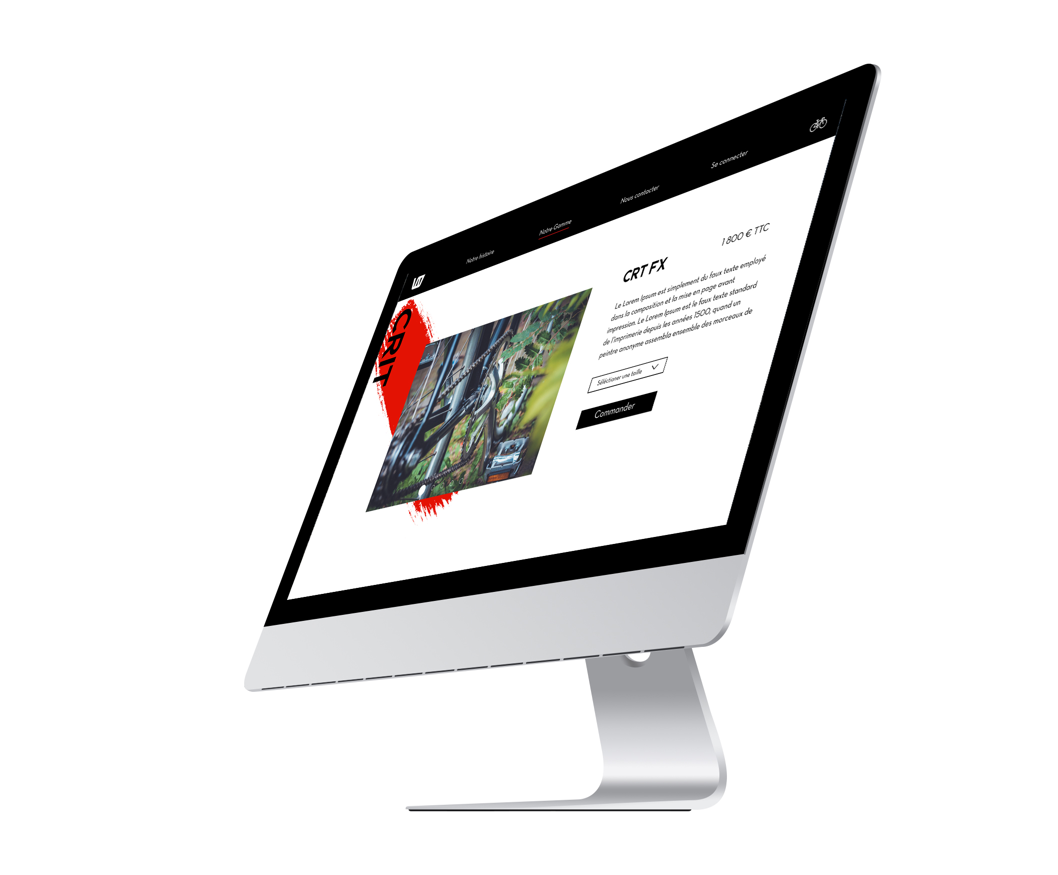 Notre histoire
Notre Gamme
Nous contacter
Se connecter
CRIT
CRT FX
1 800 € TTC
Le Lorem Ipsum est simplement du faux texte employé
dans la composition et la mise en page avant
impression. Le Lorem Ipsum est le faux texte standard
de l'imprimerie depuis les années 1500, quand un
peintre anonyme assembla ensemble des morceaux de
Séléctioner une taille
Commander